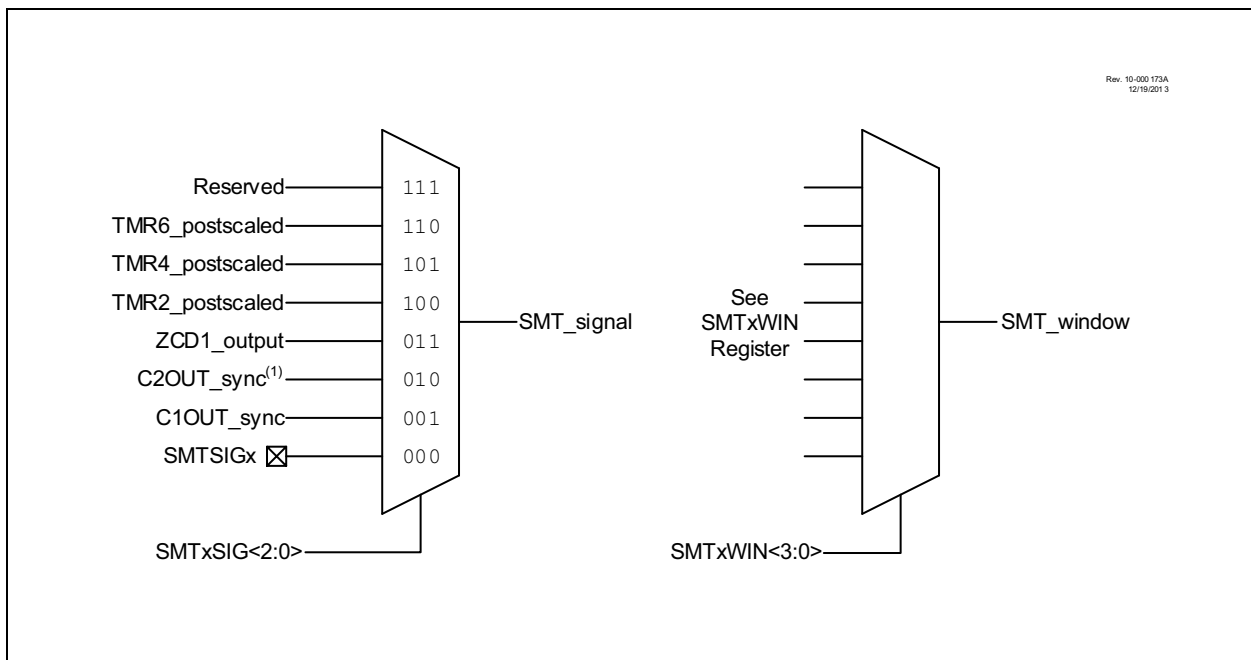 Rev. 10-000 173A
12/19/201 3
Reserved 111
TMR6_postscaled 110
TMR4_postscaled 101
TMR2_postscaled 100
ZCD1_output 011
C2OUT_sync(1) 010
C1OUT_sync 001
SMTSIGx 000
SMT_signal
SMTxSIG<2:0>
See
SMTxWIN
Register
SMT_window
SMTxWIN<3:0>